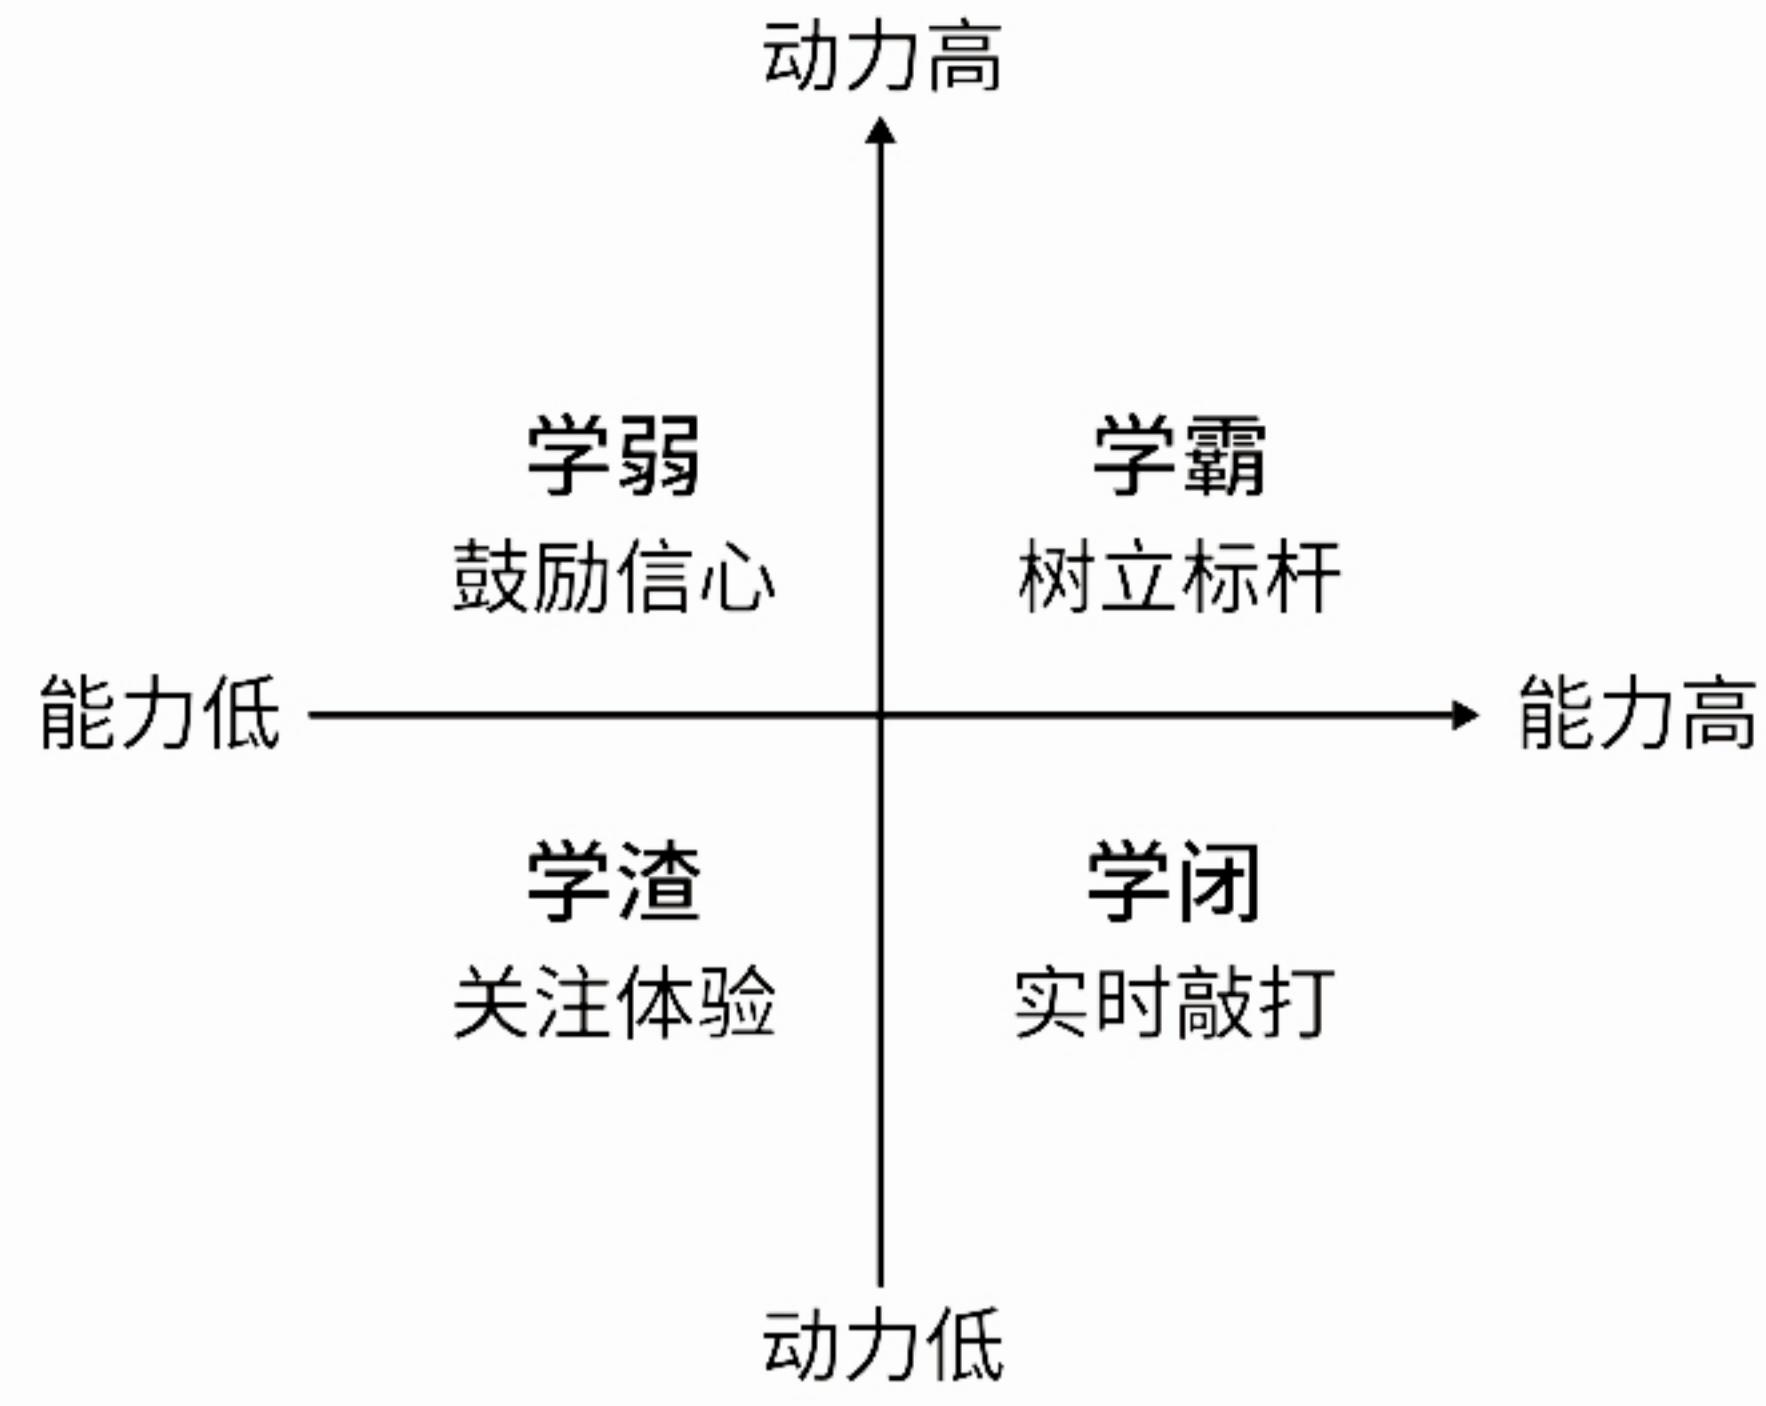 动力高
学弱
鼓励信心
学霸
树立标杆
能力低
能力高
学渣
关注体验
学闭
实时敲打
动力低